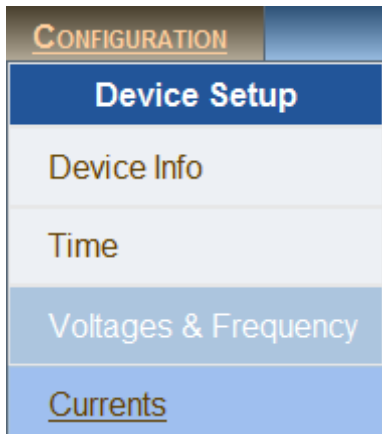 CONFIGURATION
Device Setup
Device Info
Time
Voltages & Frequency
Currents